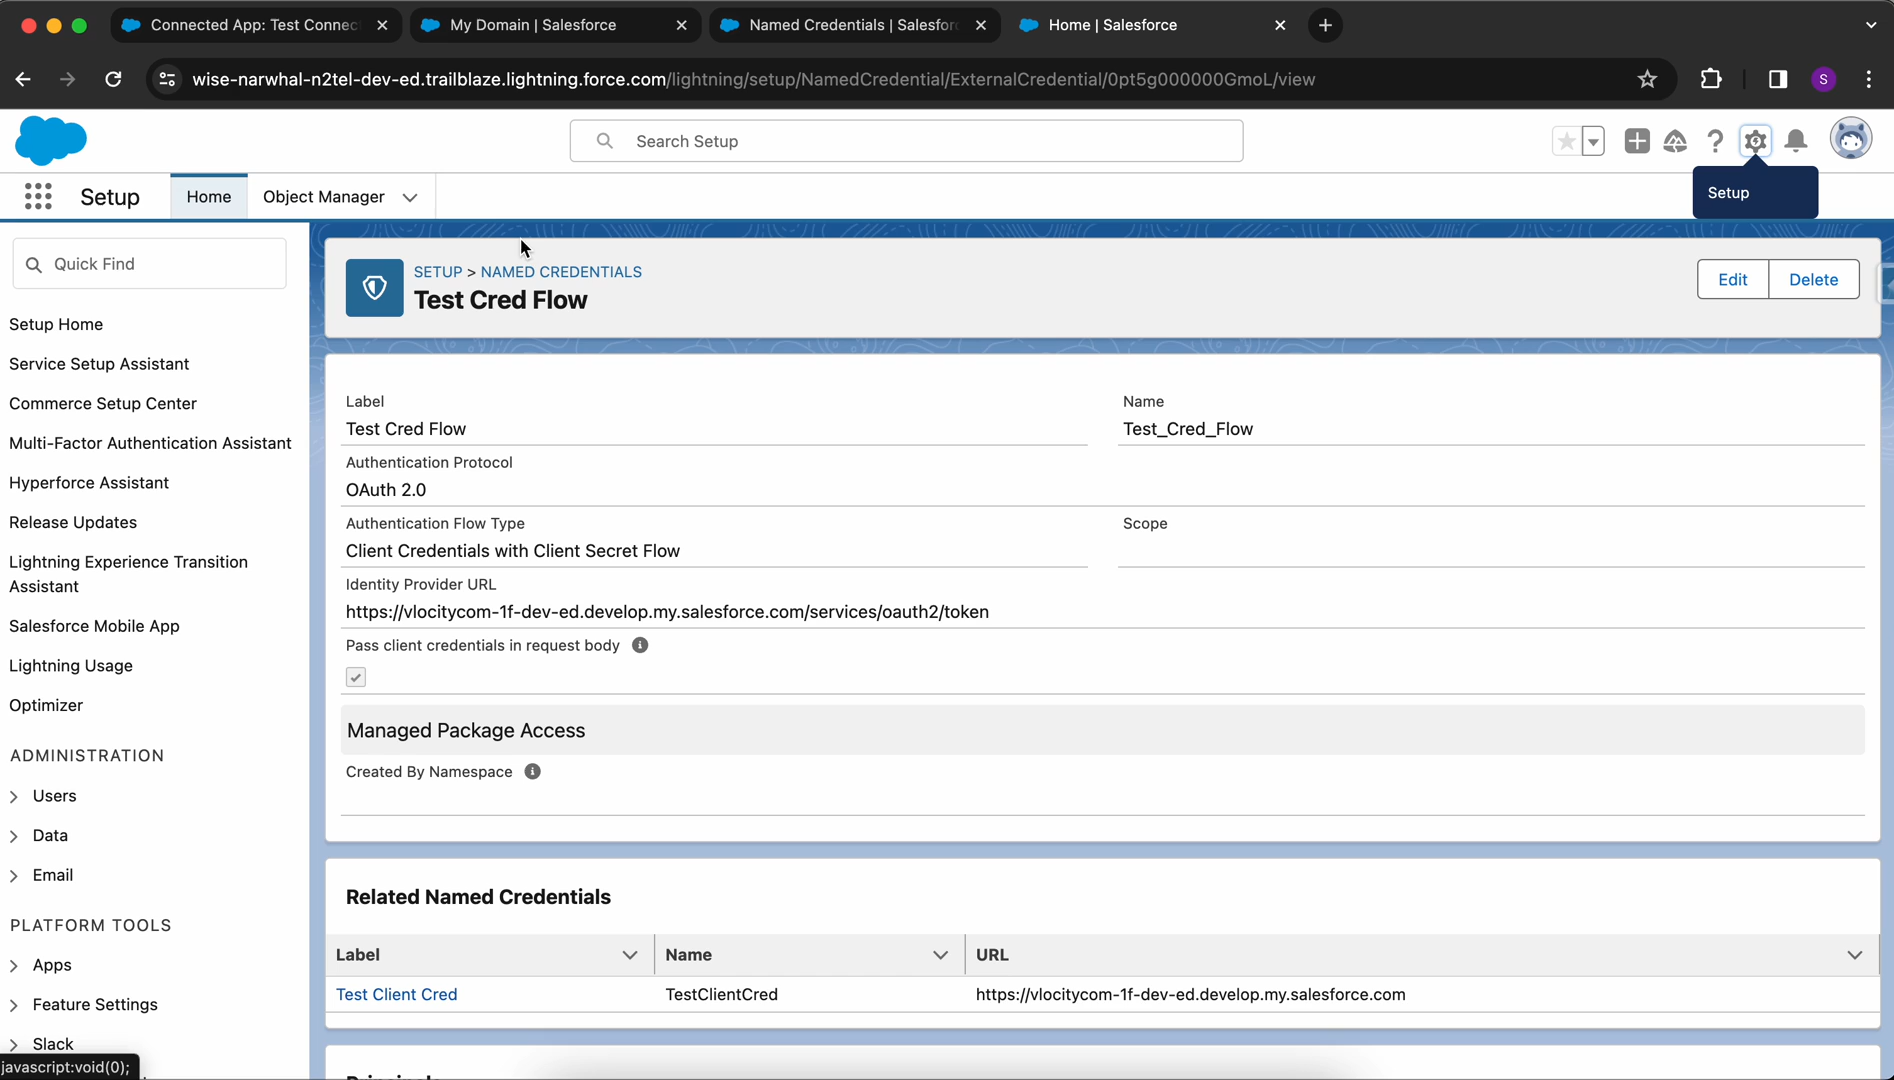 Connected App: Test Connec
My Domain | Salesforce
Named Credentials | Salesfor
Home | Salesforce
wise-narwhal-n2tel-dev-ed.trailblaze.lightning.force.com/lightning/setup/NamedCredential/ExternalCredential/0pt5g000000GmoL/view
S
Search Setup
Setup
Home
Object Manager
Setup
Quick Find
Setup Home
Service Setup Assistant
Commerce Setup Center
Multi-Factor Authentication Assistant
Hyperforce Assistant
Release Updates
Lightning Experience Transition
Assistant
Salesforce Mobile App
Lightning Usage
Optimizer
ADMINISTRATION
Users
Data
Email
PLATFORM TOOLS
Apps
Feature Settings
Slack
javascript:void(0);
SETUP > NAMED CREDENTIALS
Test Cred Flow
Edit
Delete
Label
Test Cred Flow
Name
Test_Cred_Flow
Authentication Protocol
OAuth 2.0
Authentication Flow Type
Client Credentials with Client Secret Flow
Scope
Identity Provider URL
https://vlocitycom-1f-dev-ed.develop.my.salesforce.com/services/oauth2/token
Pass client credentials in request body
Managed Package Access
Created By Namespace
Related Named Credentials
Label
Name
URL
Test Client Cred
TestClientCred
https://vlocitycom-1f-dev-ed.develop.my.salesforce.com